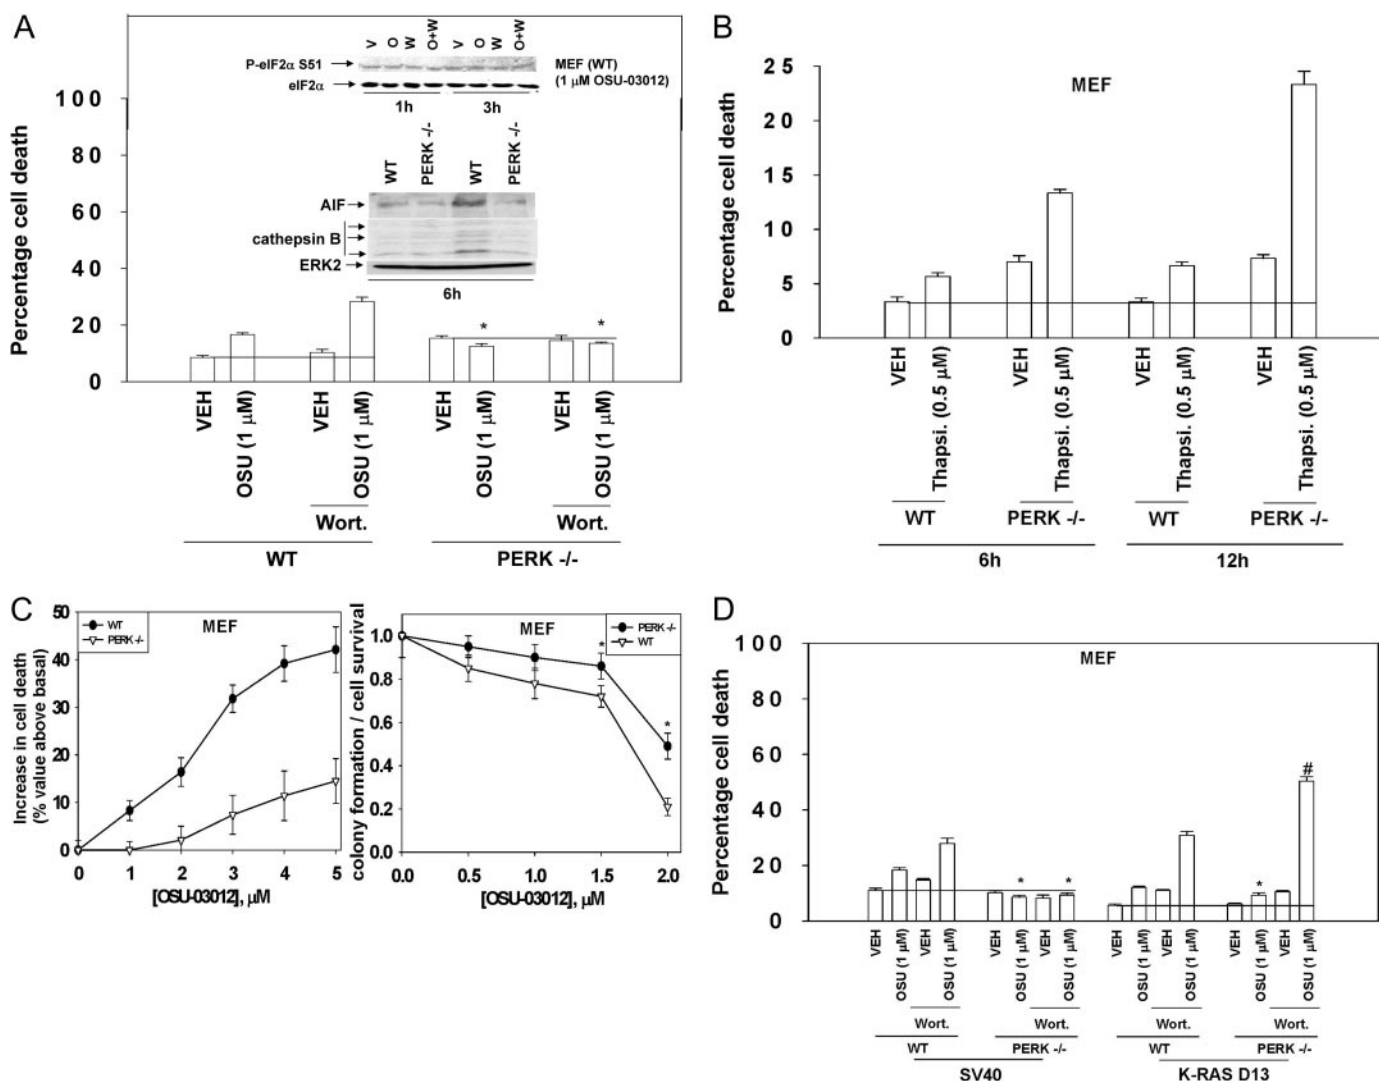 A
V O W O+W V O W O+W
P-eIF2α S51
MEF (WT)
(1 μM OSU-03012)
eIF2α
1h 3h
WT PERK -/- WT PERK -/-
AIF
cathepsin B
ERK2
6h
Percentage cell death
100
80
60
40
20
0
* *
VEH OSU (1 μM) VEH OSU (1 μM) VEH OSU (1 μM) VEH OSU (1 μM)
Wort. Wort.
WT PERK -/-
B
MEF
Percentage cell death
25
20
15
10
5
0
VEH Thapsi. (0.5 μM) VEH Thapsi. (0.5 μM) VEH Thapsi. (0.5 μM) VEH Thapsi. (0.5 μM)
WT PERK -/- WT PERK -/-
6h 12h
C
WT
PERK -/-
MEF
Increase in cell death
(% value above basal)
50
40
30
20
10
0
0 1 2 3 4 5
[OSU-03012], μM
MEF
PERK -/-
WT
colony formation / cell survival
1.0
0.8
0.6
0.4
0.2
0.0
* * *
0.0 0.5 1.0 1.5 2.0
[OSU-03012], μM
D
MEF
Percentage cell death
100
80
60
40
20
0
* * * #
VEH OSU (1 μM) VEH OSU (1 μM) VEH OSU (1 μM) VEH OSU (1 μM) VEH OSU (1 μM) VEH OSU (1 μM) VEH OSU (1 μM) VEH OSU (1 μM)
Wort. Wort. Wort. Wort.
WT PERK -/- WT PERK -/-
SV40 K-RAS D13